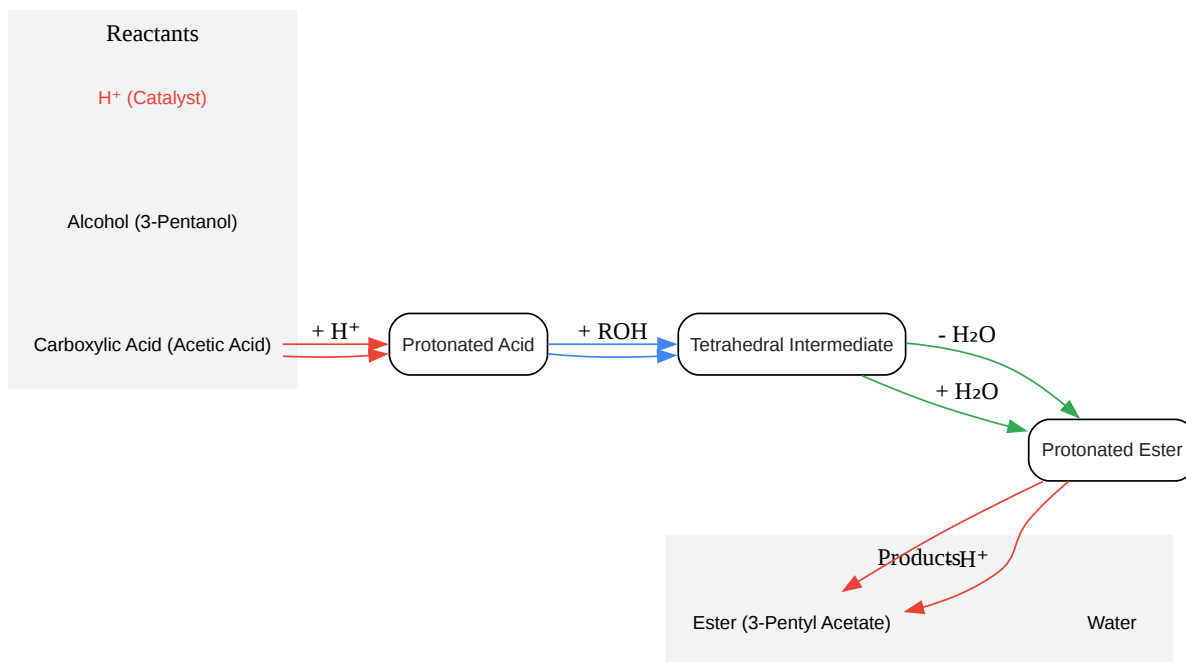 Reactants
H⁺ (Catalyst)
Alcohol (3-Pentanol)
Carboxylic Acid (Acetic Acid)
+ H⁺
Protonated Acid
+ ROH
Tetrahedral Intermediate
- H₂O
+ H₂O
Protonated Ester
Products
- H⁺
Ester (3-Pentyl Acetate)
Water